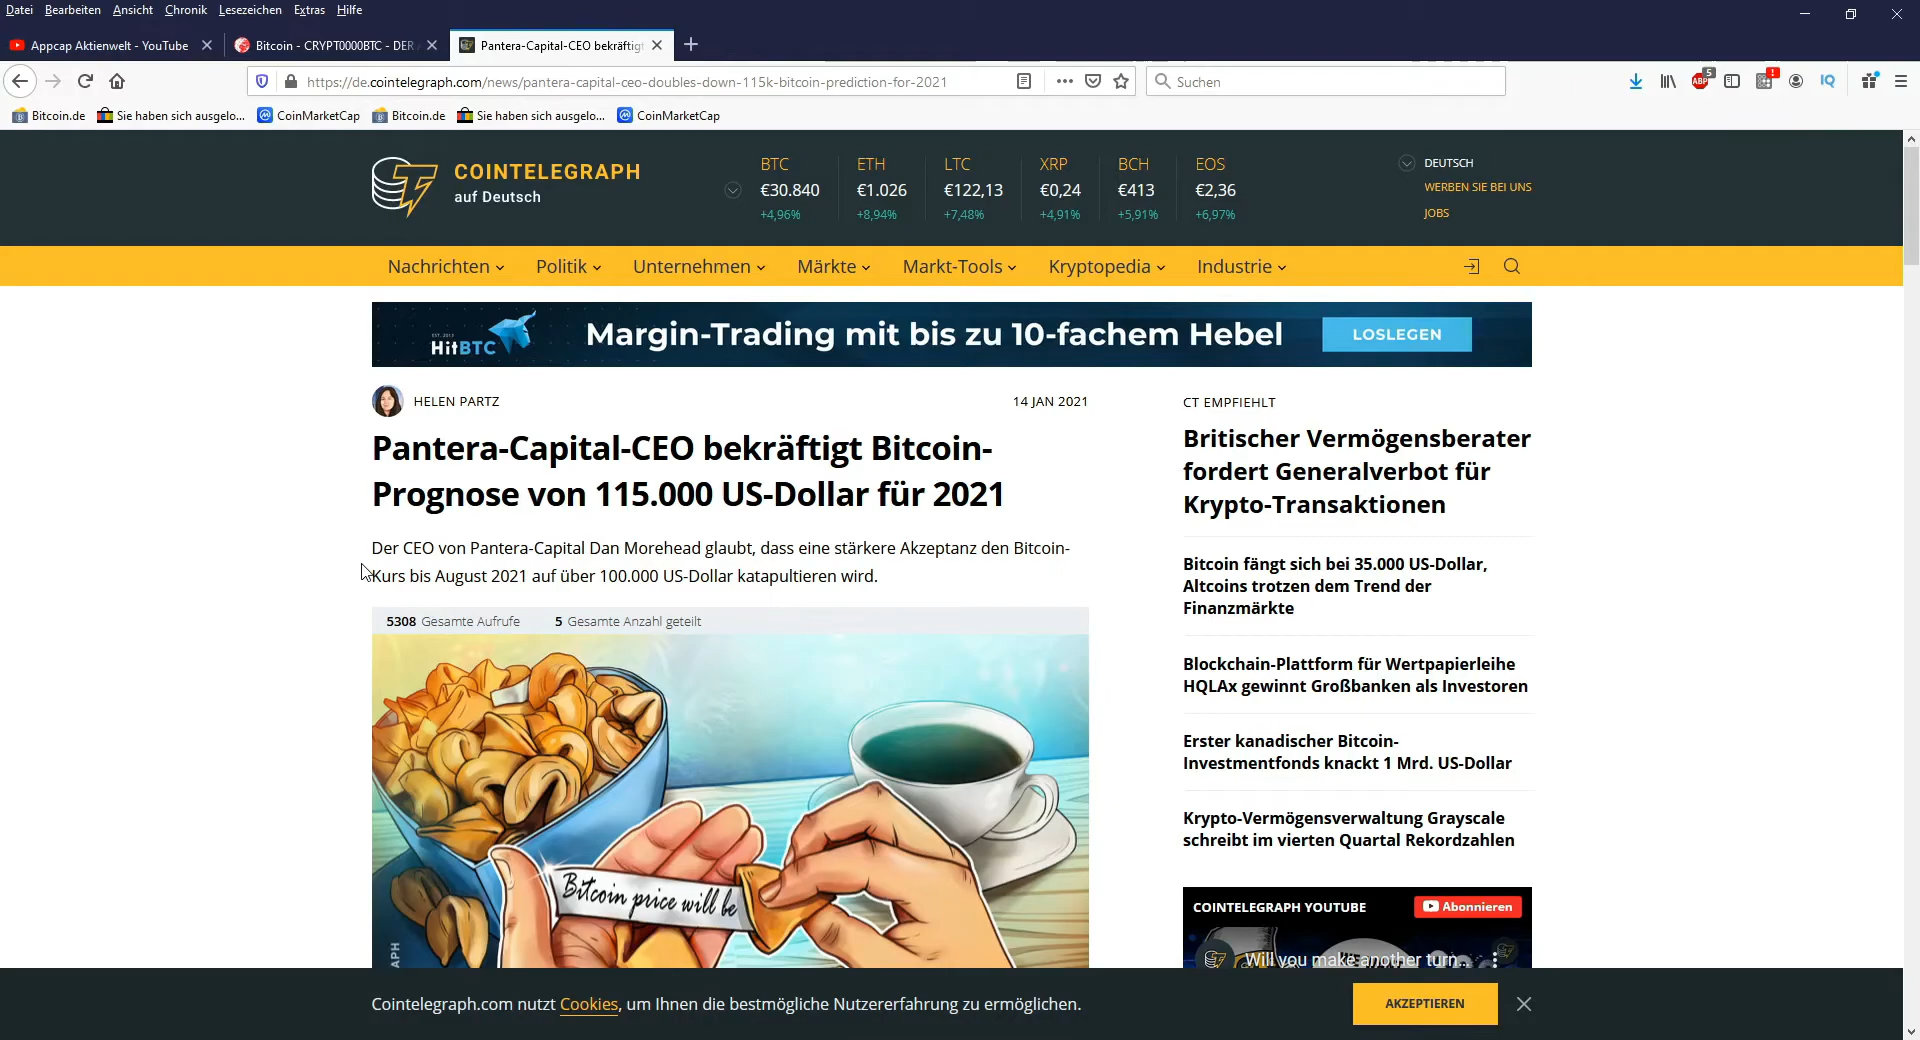 Datei Bearbeiten Ansicht Chronik Lesezeichen Extras Hilfe
Appcap Aktienwelt - YouTube
Bitcoin - CRYPT0000BTC - DER
Pantera-Capital-CEO bekräftigt
https://de.cointelegraph.com/news/pantera-capital-ceo-doubles-down-115k-bitcoin-prediction-for-2021
Suchen
ABP 5
IQ
Bitcoin.de Sie haben sich ausgelo... CoinMarketCap Bitcoin.de Sie haben sich ausgelo... CoinMarketCap
COINTELEGRAPH
auf Deutsch
BTC ETH LTC XRP BCH EOS
€30.840 €1.026 €122,13 €0,24 €413 €2,36
+4,96% +8,94% +7,48% +4,91% +5,91% +6,97%
DEUTSCH
WERBEN SIE BEI UNS
JOBS
Nachrichten Politik Unternehmen Märkte Markt-Tools Kryptopedia Industrie
HitBTC
Margin-Trading mit bis zu 10-fachem Hebel
LOSLEGEN
HELEN PARTZ
14 JAN 2021
Pantera-Capital-CEO bekräftigt Bitcoin-
Prognose von 115.000 US-Dollar für 2021
Der CEO von Pantera-Capital Dan Morehead glaubt, dass eine stärkere Akzeptanz den Bitcoin-
Kurs bis August 2021 auf über 100.000 US-Dollar katapultieren wird.
5308 Gesamte Aufrufe 5 Gesamte Anzahl geteilt
Bitcoin price will be
APH
CT EMPFIEHLT
Britischer Vermögensberater
fordert Generalverbot für
Krypto-Transaktionen
Bitcoin fängt sich bei 35.000 US-Dollar,
Altcoins trotzen dem Trend der
Finanzmärkte
Blockchain-Plattform für Wertpapierleihe
HQLAx gewinnt Großbanken als Investoren
Erster kanadischer Bitcoin-
Investmentfonds knackt 1 Mrd. US-Dollar
Krypto-Vermögensverwaltung Grayscale
schreibt im vierten Quartal Rekordzahlen
COINTELEGRAPH YOUTUBE
Abonnieren
Will you make another turn...
Cointelegraph.com nutzt Cookies, um Ihnen die bestmögliche Nutzererfahrung zu ermöglichen.
AKZEPTIEREN